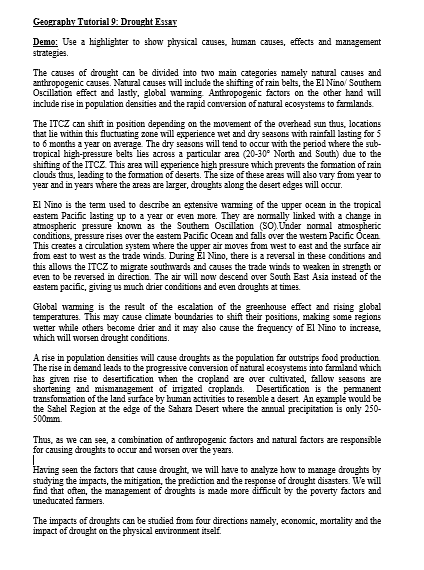 Geography Tutorial 9: Drought Essay
Demo: Use a highlighter to show physical causes, human causes, effects and management
strategies.
The causes of drought can be divided into two main categories namely natural causes and
anthropogenic causes. Natural causes will include the shifting of rain belts, the El Nino/ Southern
Oscillation effect and lastly, global warming. Anthropogenic factors on the other hand will
include rise in population densities and the rapid conversion of natural ecosystems to farmlands.
The ITCZ can shift in position depending on the movement of the overhead sun thus, locations
that lie within this fluctuating zone will experience wet and dry seasons with rainfall lasting for 5
to 6 months a year on average. The dry seasons will tend to occur with the period where the sub-
tropical high-pressure belts lies across a particular area (20-30° North and South) due to the
shifting of the ITCZ. This area will experience high pressure which prevents the formation of rain
clouds thus, leading to the formation of deserts. The size of these areas will also vary from year to
year and in years where the areas are larger, droughts along the desert edges will occur.
El Nino is the term used to describe an extensive warming of the upper ocean in the tropical
eastern Pacific lasting up to a year or even more. They are normally linked with a change in
atmospheric pressure known as the Southern Oscillation (SO).Under normal atmospheric
conditions, pressure rises over the eastern Pacific Ocean and falls over the western Pacific Ocean.
This creates a circulation system where the upper air moves from west to east and the surface air
from east to west as the trade winds. During El Nino, there is a reversal in these conditions and
this allows the ITCZ to migrate southwards and causes the trade winds to weaken in strength or
even to be reversed in direction. The air will now descend over South East Asia instead of the
eastern pacific, giving us much drier conditions and even droughts at times.
Global warming is the result of the escalation of the greenhouse effect and rising global
temperatures. This may cause climate boundaries to shift their positions, making some regions
wetter while others become drier and it may also cause the frequency of El Nino to increase,
which will worsen drought conditions.
A rise in population densities will cause droughts as the population far outstrips food production.
The rise in demand leads to the progressive conversion of natural ecosystems into farmland which
has given rise to desertification when the cropland are over cultivated, fallow seasons are
shortening and mismanagement of irrigated croplands. Desertification is the permanent
transformation of the land surface by human activities to resemble a desert. An example would be
the Sahel Region at the edge of the Sahara Desert where the annual precipitation is only 250-
500mm.
Thus, as we can see, a combination of anthropogenic factors and natural factors are responsible
for causing droughts to occur and worsen over the years.
Having seen the factors that cause drought, we will have to analyze how to manage droughts by
studying the impacts, the mitigation, the prediction and the response of drought disasters. We will
find that often, the management of droughts is made more difficult by the poverty factors and
uneducated farmers.
The impacts of droughts can be studied from four directions namely, economic, mortality and the
impact of drought on the physical environment itself.